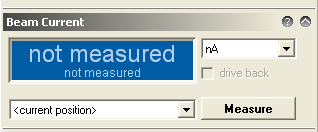 Beam Current
not measured
not measured
nA
drive back
<current position>
Measure